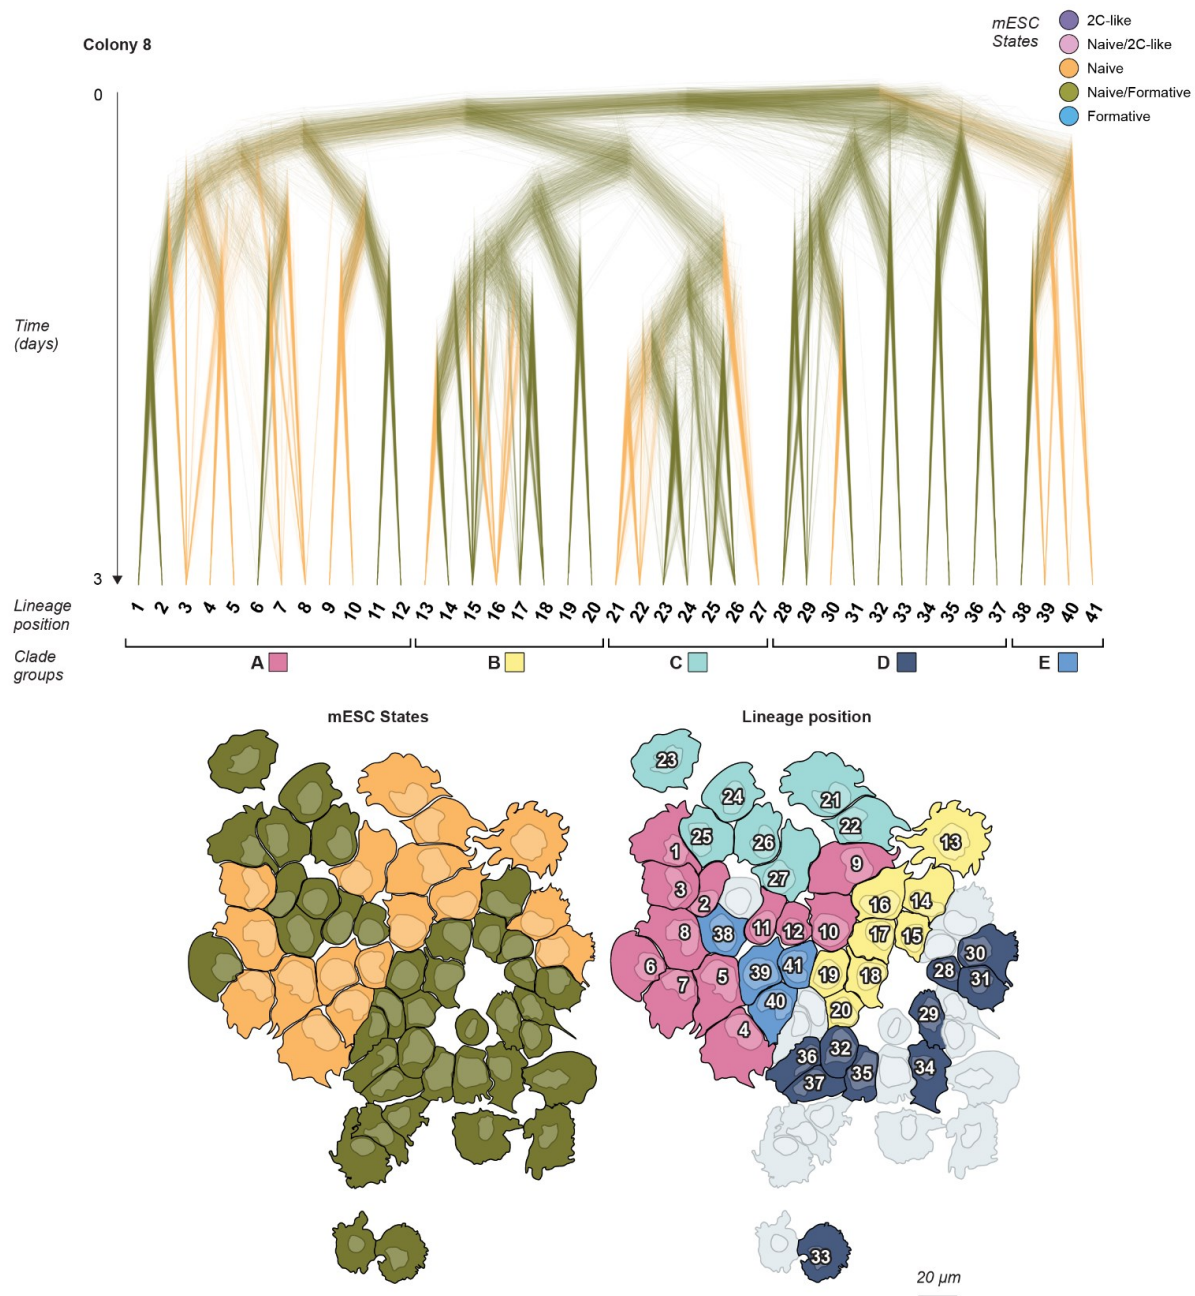 Colony 8
mESC States
2C-like
Naive/2C-like
Naive
Naive/Formative
Formative
0
Time (days)
3
Lineage position
1 2 3 4 5 6 7 8 9 10 11 12 13 14 15 16 17 18 19 20 21 22 23 24 25 26 27 28 29 30 31 32 33 34 35 36 37 38 39 40 41
Clade groups
A B C D E
mESC States
Lineage position
23
24
21
22
25
26
13
1
27
9
3
2
16
14
8
38
11
12
10
17
15
6
7
5
39
41
19
18
28
30
31
40
20
29
4
36
32
35
34
37
33
20 µm